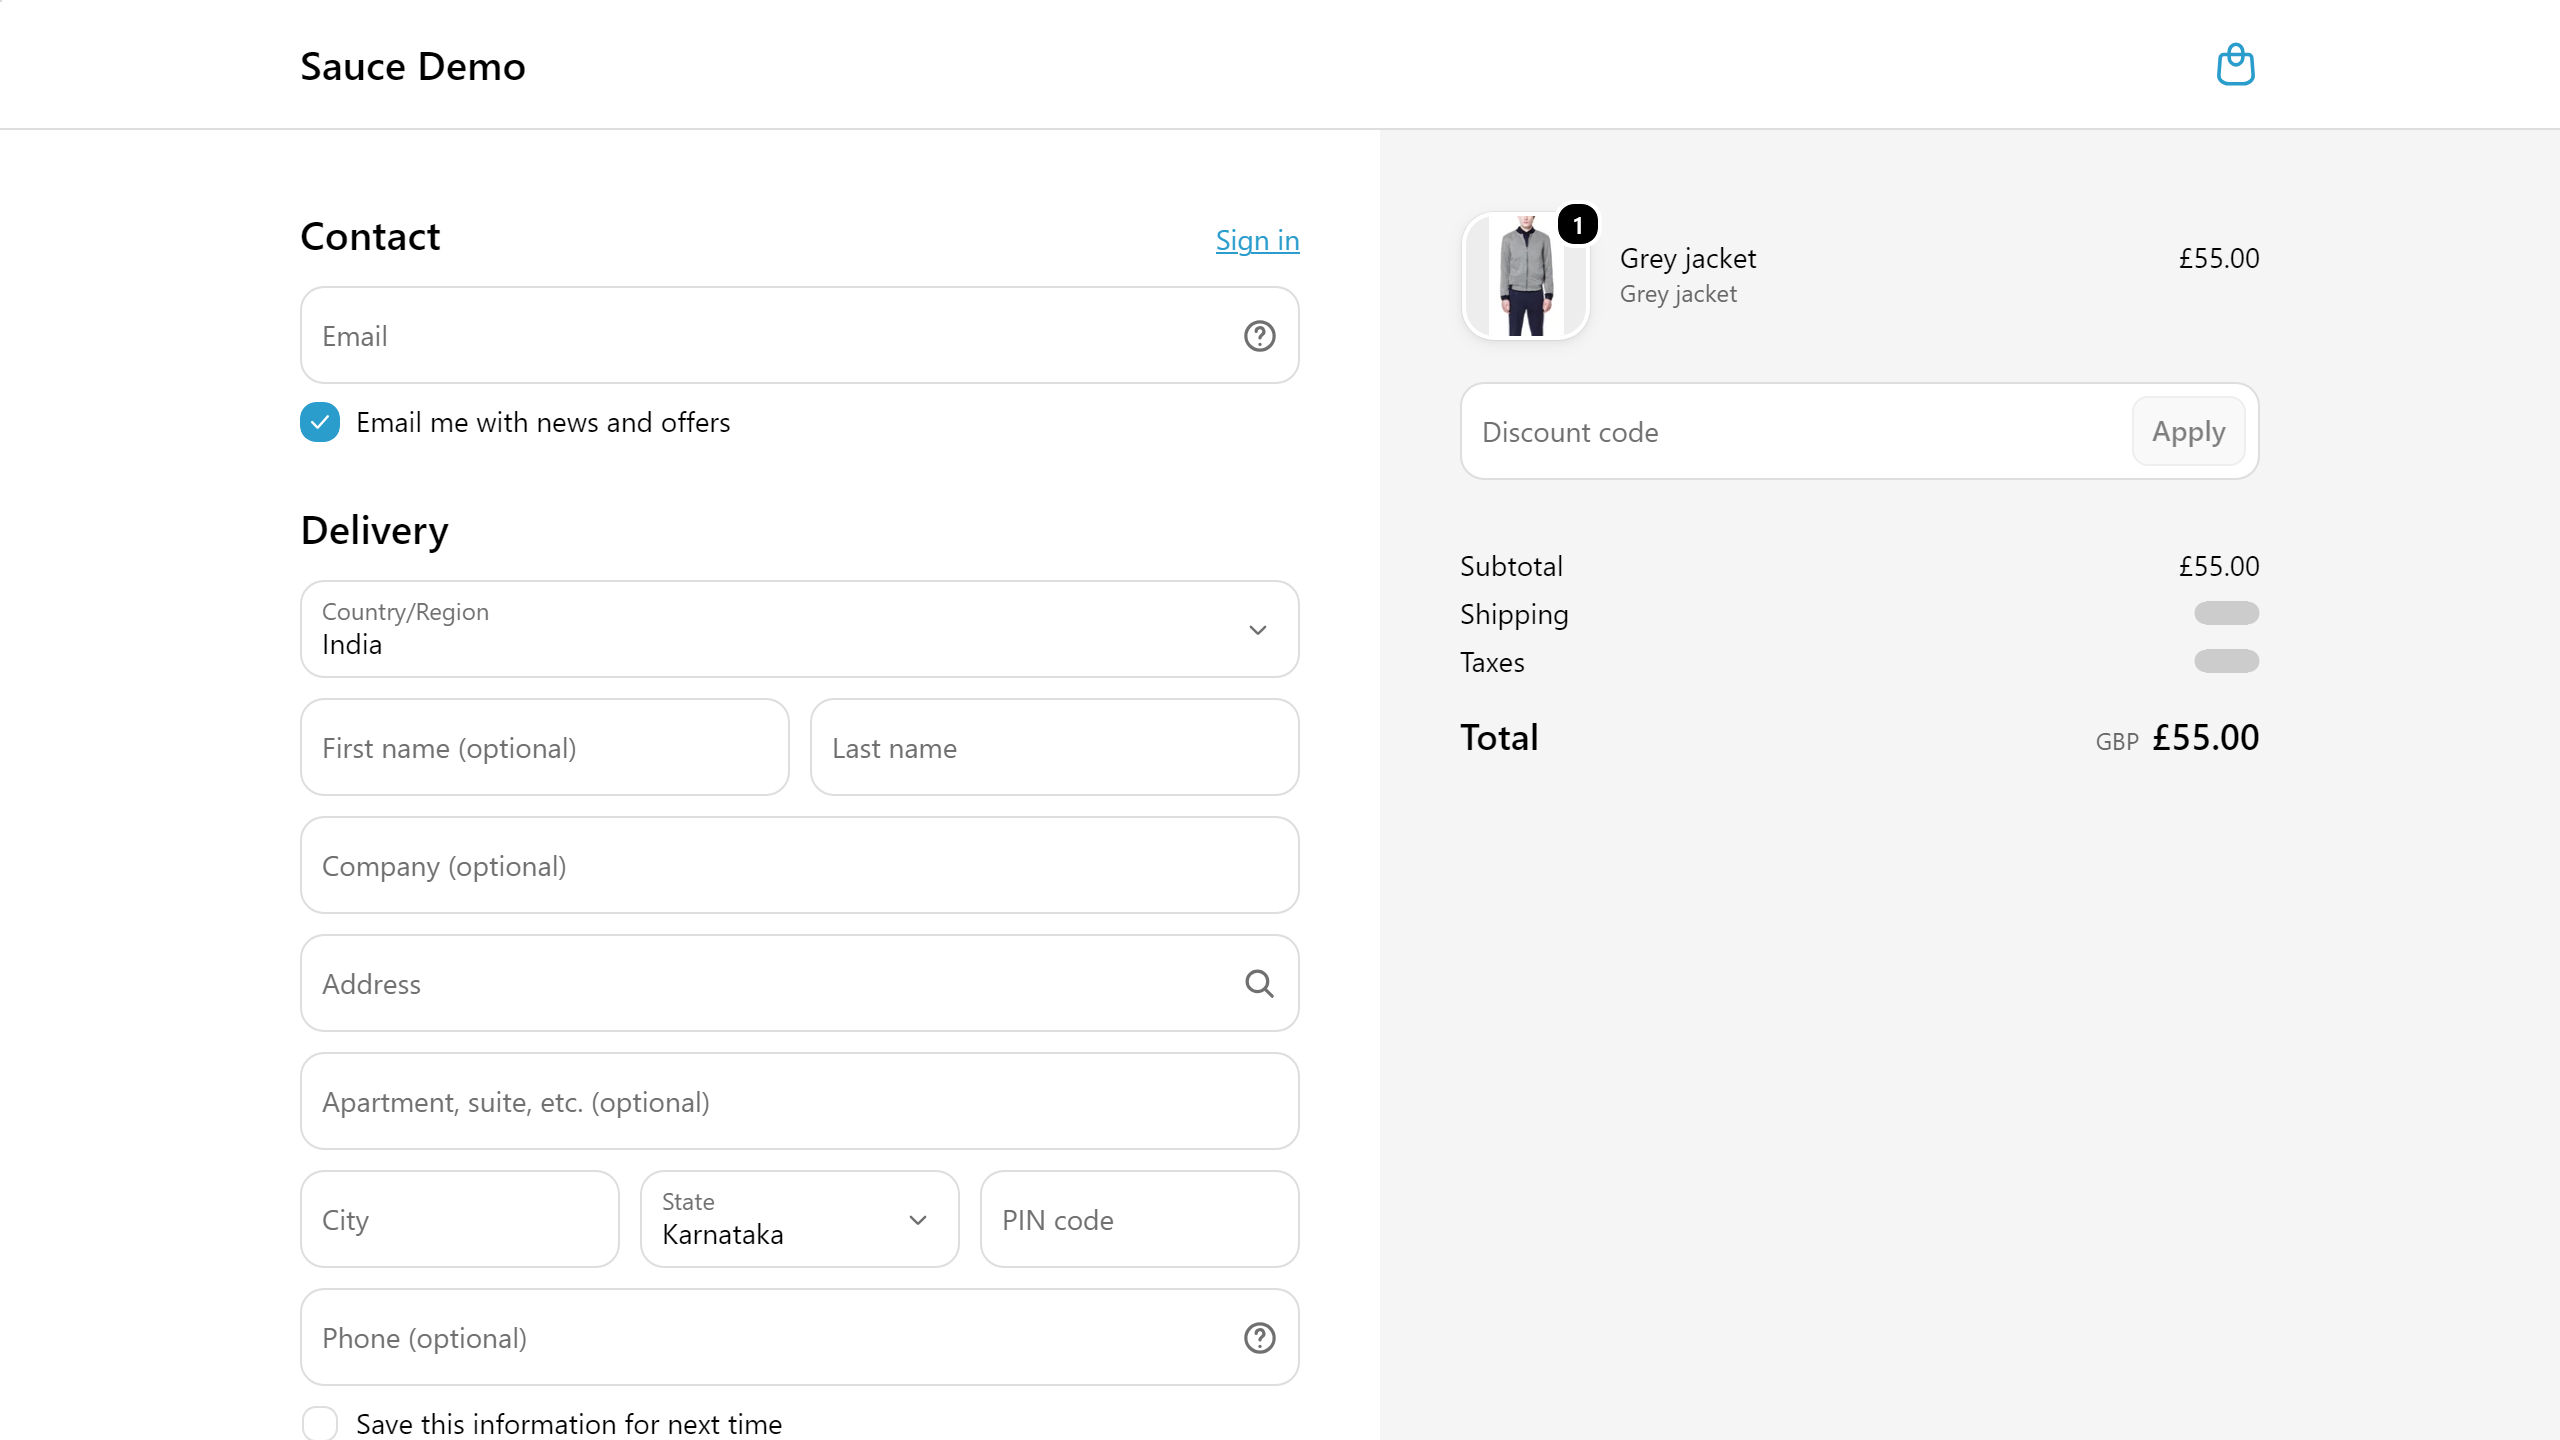 Sauce Demo
Contact
Sign in
Email
Email me with news and offers
Delivery
Country/Region
India
First name (optional)
Last name
Company (optional)
Address
Apartment, suite, etc. (optional)
City
State
Karnataka
PIN code
Phone (optional)
Save this information for next time
1
Grey jacket
£55.00
Grey jacket
Discount code
Apply
Subtotal
£55.00
Shipping
Taxes
Total
GBP £55.00